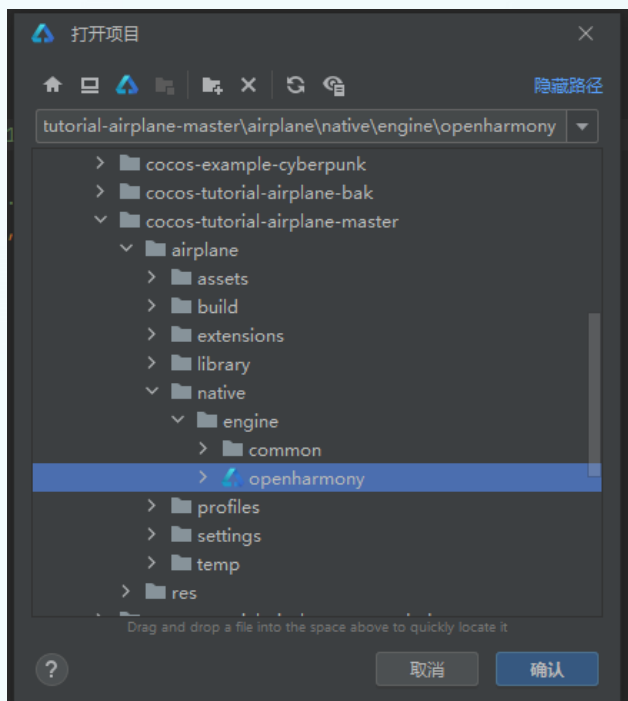 打开项目
隐藏路径
tutorial-airplane-master\airplane\native\engine\openharmony
cocos-example-cyberpunk
cocos-tutorial-airplane-bak
cocos-tutorial-airplane-master
airplane
assets
build
extensions
library
native
engine
common
openharmony
profiles
settings
temp
res
Drag and drop a file into the space above to quickly locate it
?
取消
确认